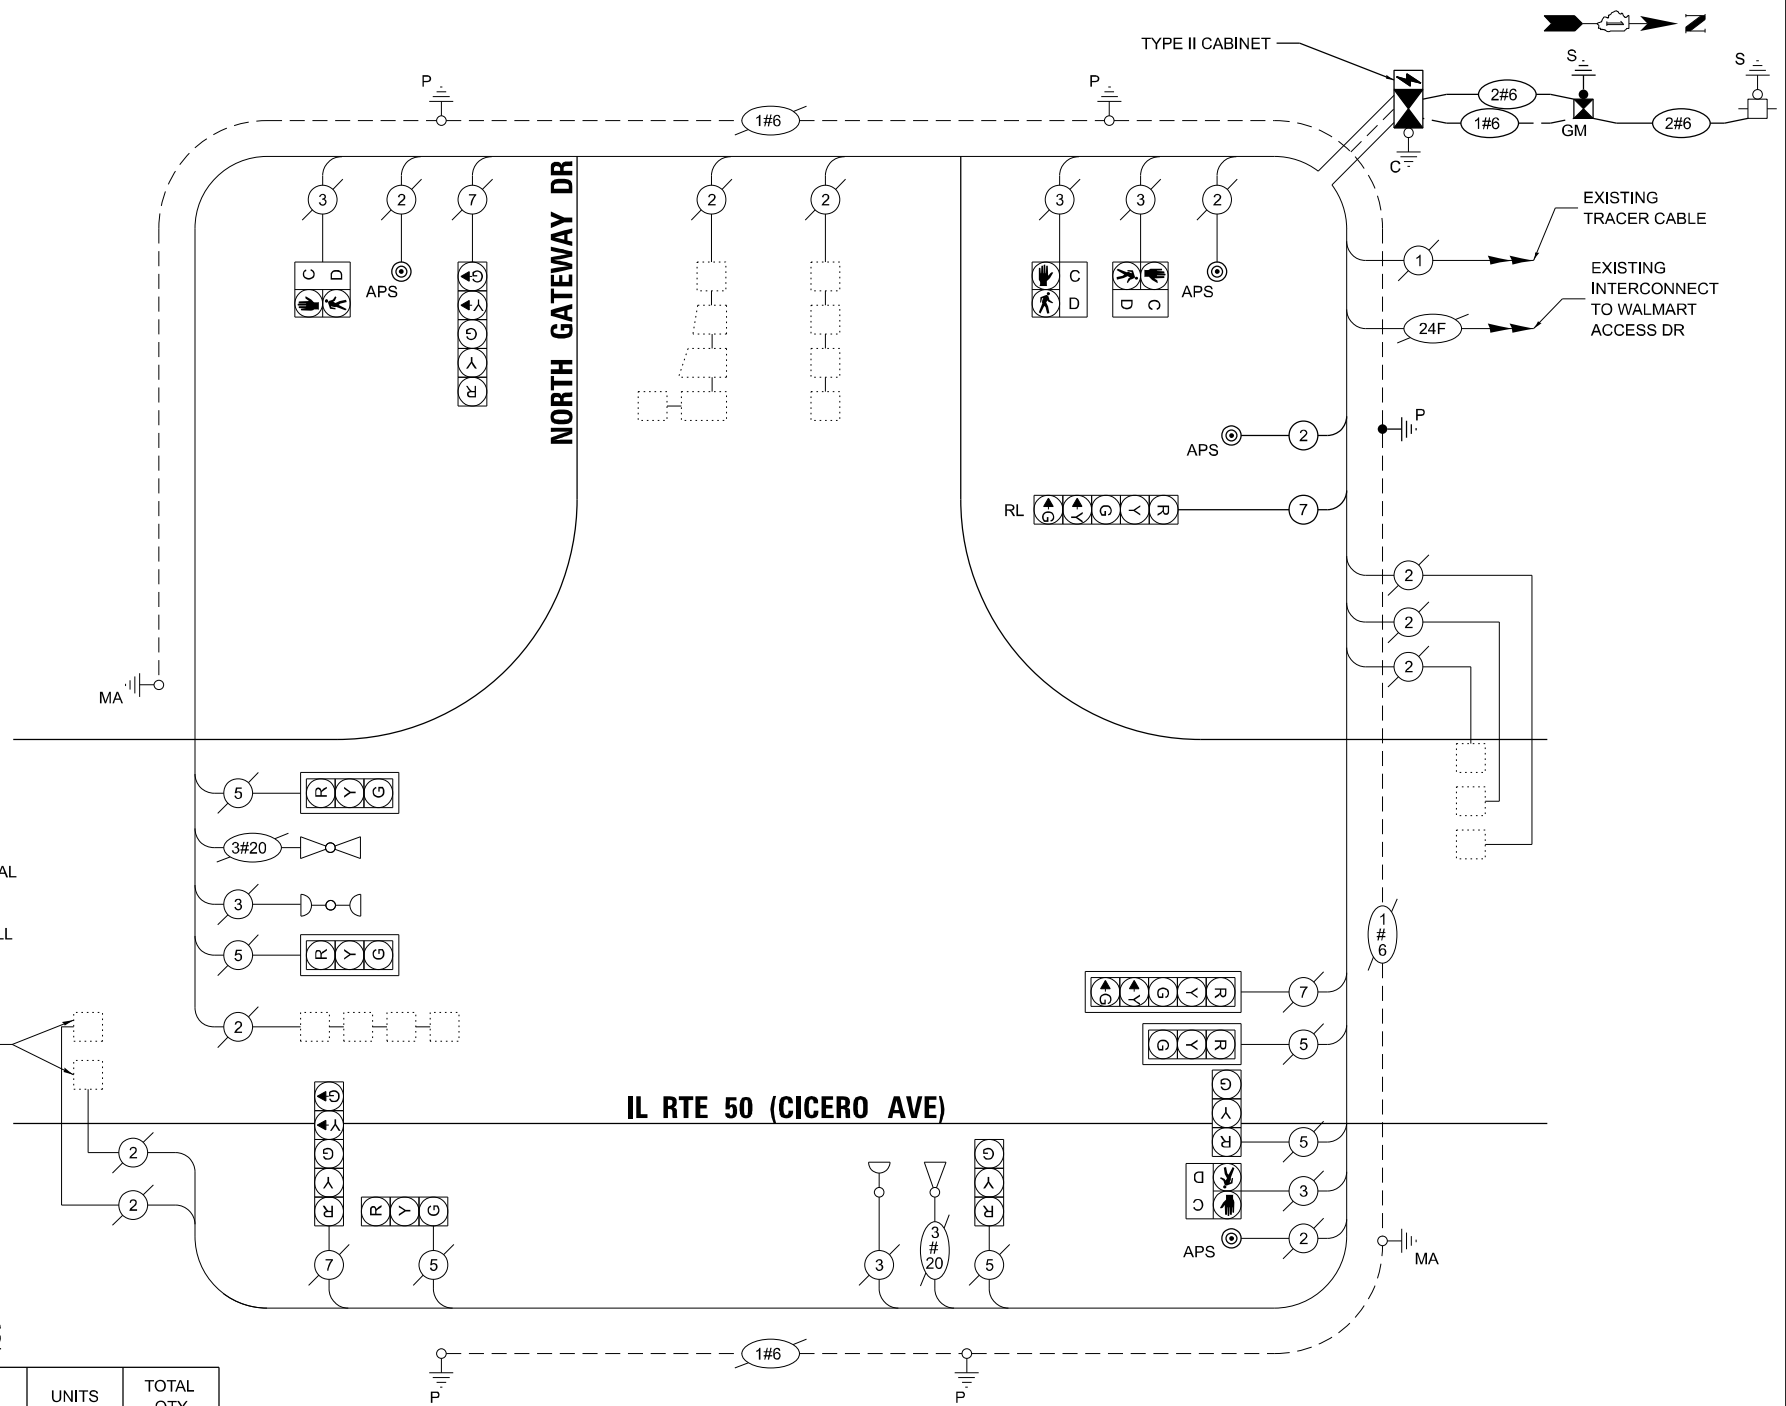 TYPE II CABINET
N
S
S
P
P
1#6
2#6
1#6
2#6
GM
C
3
2
7
2
2
3
3
2
C D
APS
G
Y
G
Y
R
NORTH GATEWAY DR
C
D
D C
APS
1
EXISTING
TRACER CABLE
24F
EXISTING
INTERCONNECT
TO WALMART
ACCESS DR
APS
2
P
RL
G Y G Y R
7
2
2
2
MA
5
R Y G
3#20
AL
3
LL
5
R Y G
1
#
6
G Y G Y R
7
2
G Y R
5
IL RTE 50 (CICERO AVE)
G
Y
G
Y
R
G
Y
R
5
2
D
C
3
2
R Y G
G
Y
R
APS
2
7
5
3
3
#
20
5
MA
1#6
P
P
UNITS
TOTAL
QTY